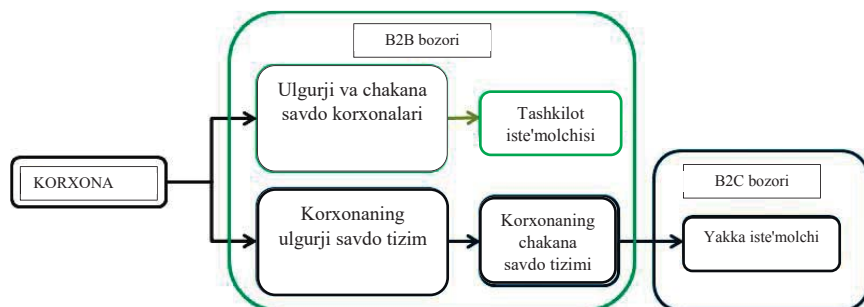 B2B bozori
Ulgurji va chakana
savdo korxonalari
Tashkilot
iste'molchisi
KORXONA
Korxonaning
ulgurji savdo tizim
Korxonaning
chakana
savdo tizimi
B2C bozori
Yakka iste'molchi